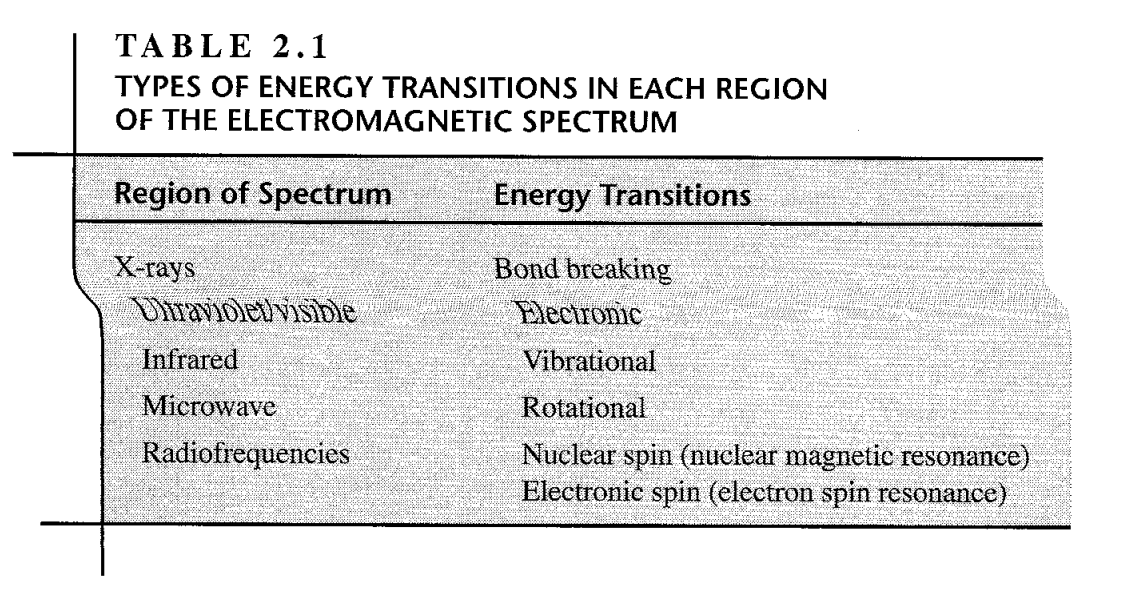 TABLE 2.1
TYPES OF ENERGY TRANSITIONS IN EACH REGION
OF THE ELECTROMAGNETIC SPECTRUM
Region of Spectrum Energy Transitions
X-rays Bond breaking
Ultraviolet/visible Electronic
Infrared Vibrational
Microwave Rotational
Radiofrequencies Nuclear spin (nuclear magnetic resonance)
Electronic spin (electron spin resonance)